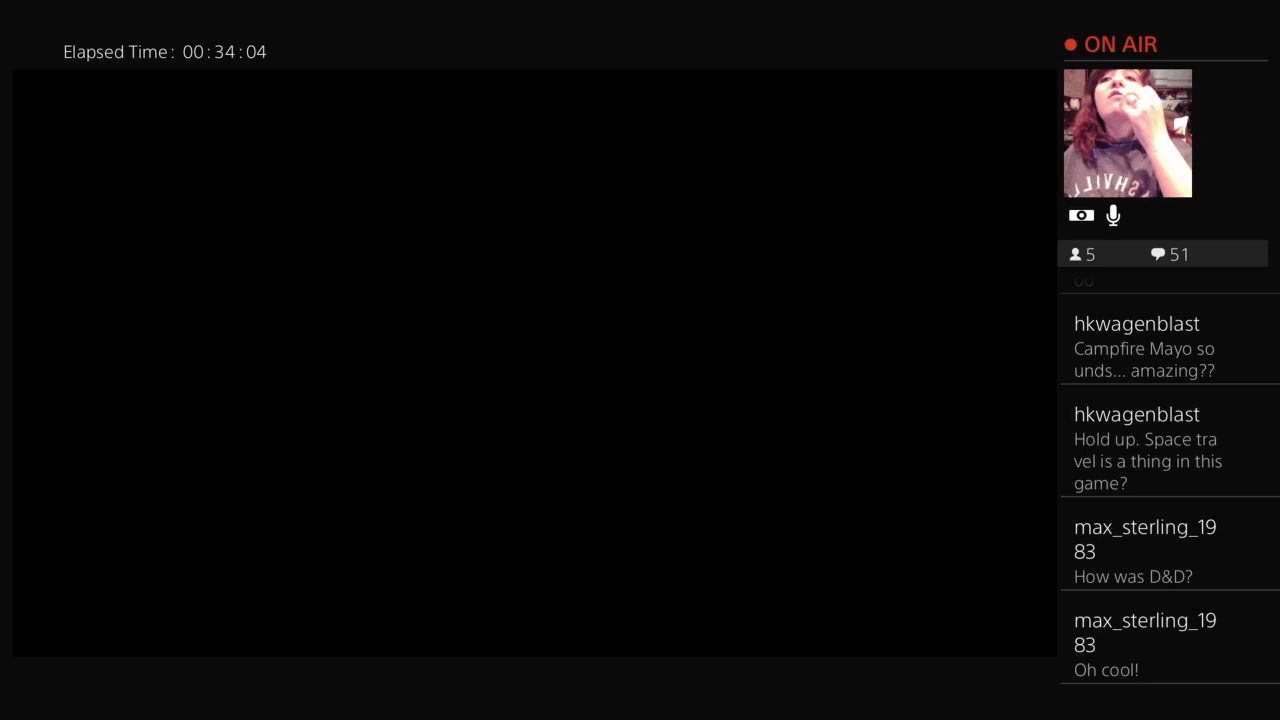 Elapsed Time: 00:34:04
ON AIR
5
51
hkwagenblast
Campfire Mayo so
unds... amazing??
hkwagenblast
Hold up. Space tra
vel is a thing in this
game?
max_sterling_19
83
How was D&D?
max_sterling_19
83
Oh cool!